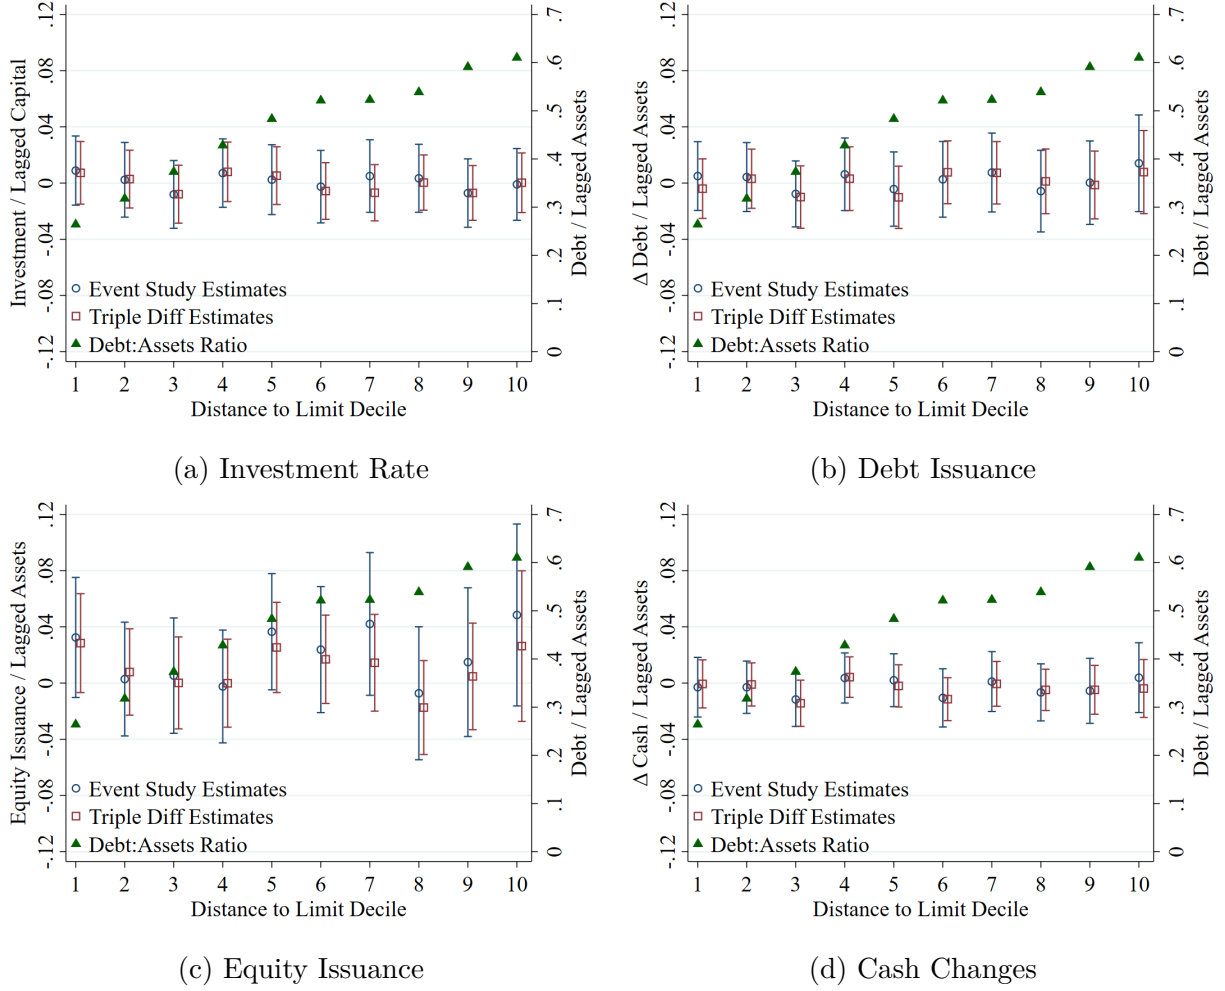 .12
.08
.04
0
-.04
-.08
-.12
Investment / Lagged Capital
.7
.6
.5
.4
.3
.2
.1
0
Debt / Lagged Assets
Event Study Estimates
Triple Diff Estimates
Debt:Assets Ratio
1 2 3 4 5 6 7 8 9 10
Distance to Limit Decile
(a) Investment Rate
.12
.08
.04
0
-.04
-.08
-.12
Δ Debt / Lagged Assets
.7
.6
.5
.4
.3
.2
.1
0
Debt / Lagged Assets
Event Study Estimates
Triple Diff Estimates
Debt:Assets Ratio
1 2 3 4 5 6 7 8 9 10
Distance to Limit Decile
(b) Debt Issuance
.12
.08
.04
0
-.04
-.08
-.12
Equity Issuance / Lagged Assets
.7
.6
.5
.4
.3
.2
.1
0
Debt / Lagged Assets
Event Study Estimates
Triple Diff Estimates
Debt:Assets Ratio
1 2 3 4 5 6 7 8 9 10
Distance to Limit Decile
(c) Equity Issuance
.12
.08
.04
0
-.04
-.08
-.12
Δ Cash / Lagged Assets
.7
.6
.5
.4
.3
.2
.1
0
Debt / Lagged Assets
Event Study Estimates
Triple Diff Estimates
Debt:Assets Ratio
1 2 3 4 5 6 7 8 9 10
Distance to Limit Decile
(d) Cash Changes